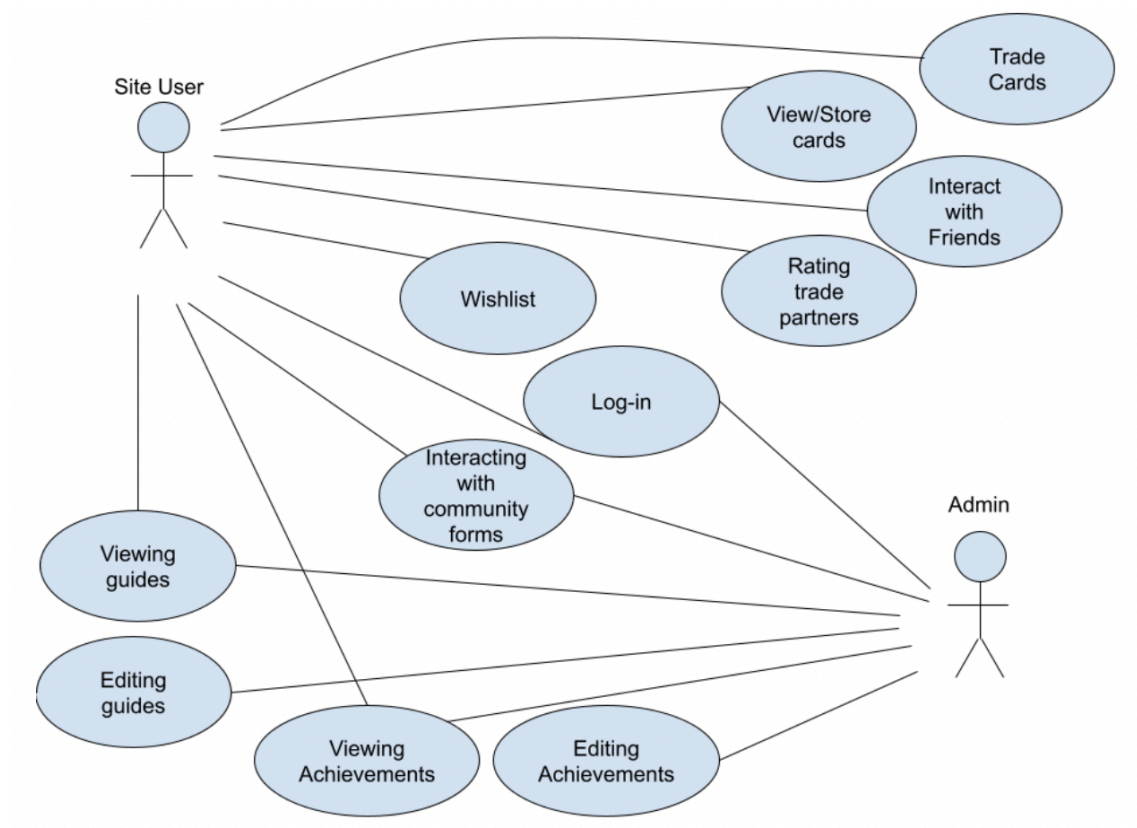 Trade
Cards
Site User
View/Store
cards
Interact
with
Friends
Rating
trade
partners
Wishlist
Log-in
Interacting
with
community
forms
Admin
Viewing
guides
Editing
guides
Viewing
Achievements
Editing
Achievements